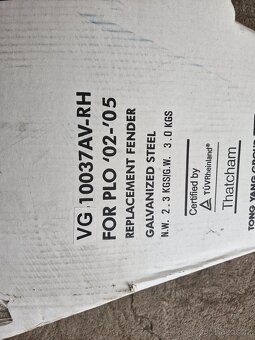 VG 10037AV-RH
FOR PLO '02-'05
REPLACEMENT FENDER
GALVANIZED STEEL
N.W. 2.3 KGS/G.W. 3.0 KGS
Certified by
TÜVRheinland®
Thatcham
TONG YANG GROUP